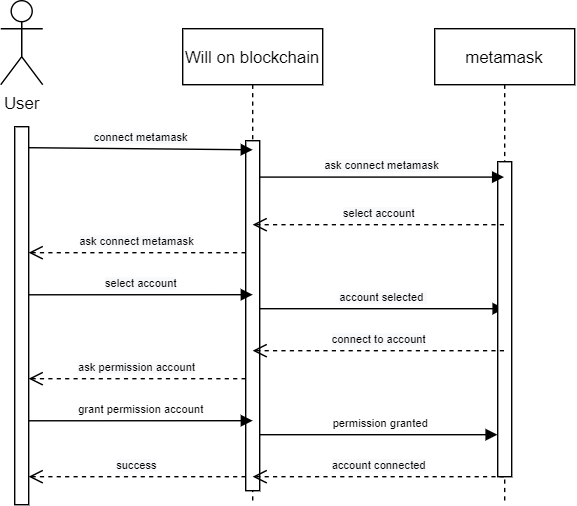 Will on blockchain
metamask
User
connect metamask
ask connect metamask
select account
ask connect metamask
select account
account selected
connect to account
ask permission account
grant permission account
permission granted
account connected
success